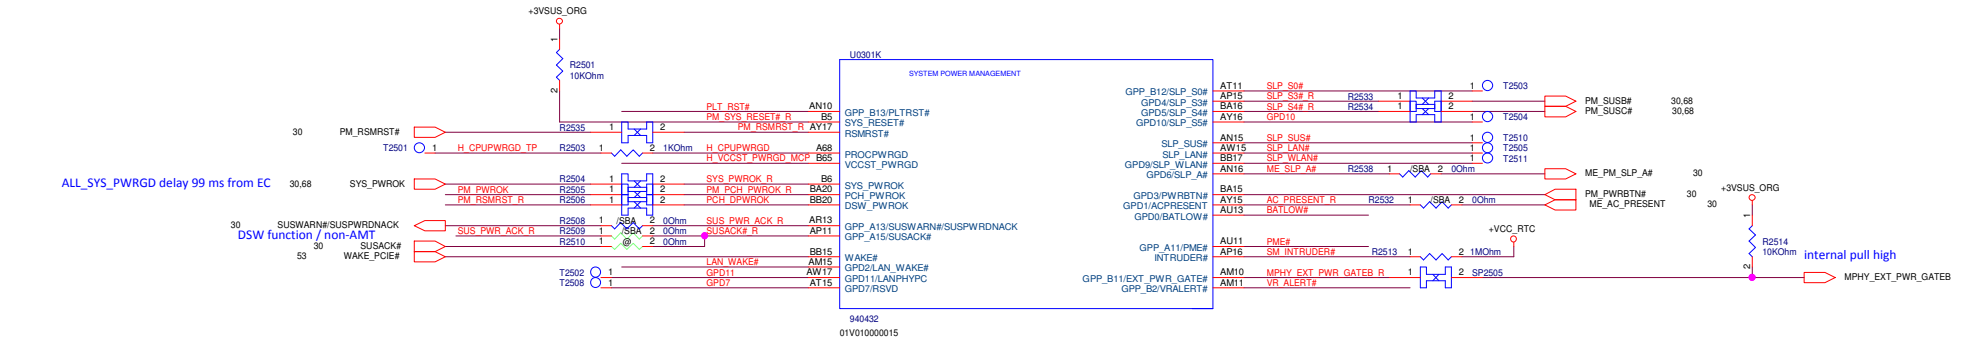 +3VSUS_ORG
1
R2501
10KOhm
2
U0301K
SYSTEM POWER MANAGEMENT
PLT_RST# AN10 GPP_B13/PLTRST#
PM_SYS_RESET#_R B5 SYS_RESET#
30 PM_RSMRST# R2535 1 2 PM_RSMRST_R AY17 RSMRST#
T2501 1 H_CPUPWRGD_TP R2503 1 2 1KOhm H_CPUPWRGD A68 PROCPWRGD
H_VCCST_PWRGD_MCP B65 VCCST_PWRGD
ALL_SYS_PWRGD delay 99 ms from EC 30,68 SYS_PWROK R2504 1 2 SYS_PWROK_R B6 SYS_PWROK
PM_PWROK R2505 1 2 PM_PCH_PWROK_R BA20 PCH_PWROK
PM_RSMRST_R R2506 1 2 PCH_DPWROK BB20 DSW_PWROK
30 SUSWARN#/SUSPWRDNACK R2508 1 /SBA 2 0Ohm SUS_PWR_ACK_R AR13 GPP_A13/SUSWARN#/SUSPWRDNACK
DSW function / non-AMT SUS_PWR_ACK_R R2509 1 /SBA 2 0Ohm SUSACK#_R AP11 GPP_A15/SUSACK#
30 SUSACK# R2510 1 @ 2 0Ohm
53 WAKE_PCIE# BB15 WAKE#
LAN_WAKE# AM15 GPD2/LAN_WAKE#
T2502 1 GPD11 AW17 GPD11/LANPHYPC
T2508 1 GPD7 AT15 GPD7/RSVD
GPP_B12/SLP_S0# AT11 SLP_S0# 1 T2503
GPD4/SLP_S3# AP15 SLP_S3#_R R2533 1 2 PM_SUSB# 30,68
GPD5/SLP_S4# BA16 SLP_S4#_R R2534 1 2 PM_SUSC# 30,68
GPD10/SLP_S5# AY16 GPD10 1 T2504
SLP_SUS# AN15 SLP_SUS# 1 T2510
SLP_LAN# AW15 SLP_LAN# 1 T2505
GPD9/SLP_WLAN# BB17 SLP_WLAN# 1 T2511
GPD6/SLP_A# AN16 ME_SLP_A# R2538 1 /SBA 2 0Ohm ME_PM_SLP_A# 30
GPD3/PWRBTN# BA15 PM_PWRBTN# 30
GPD1/ACPRESENT AY15 AC_PRESENT_R R2532 1 /SBA 2 0Ohm ME_AC_PRESENT 30
GPD0/BATLOW# AU13 BATLOW#
+VCC_RTC
GPP_A11/PME# AU11 PME#
INTRUDER# AP16 SM_INTRUDER# R2513 1 2 1MOhm
GPP_B11/EXT_PWR_GATE# AM10 MPHY_EXT_PWR_GATEB_R 1 2 SP2505 MPHY_EXT_PWR_GATEB
GPP_B2/VRALERT# AM11 VR_ALERT#
+3VSUS_ORG
1
R2514
10KOhm
2
internal pull high
940432
01V010000015